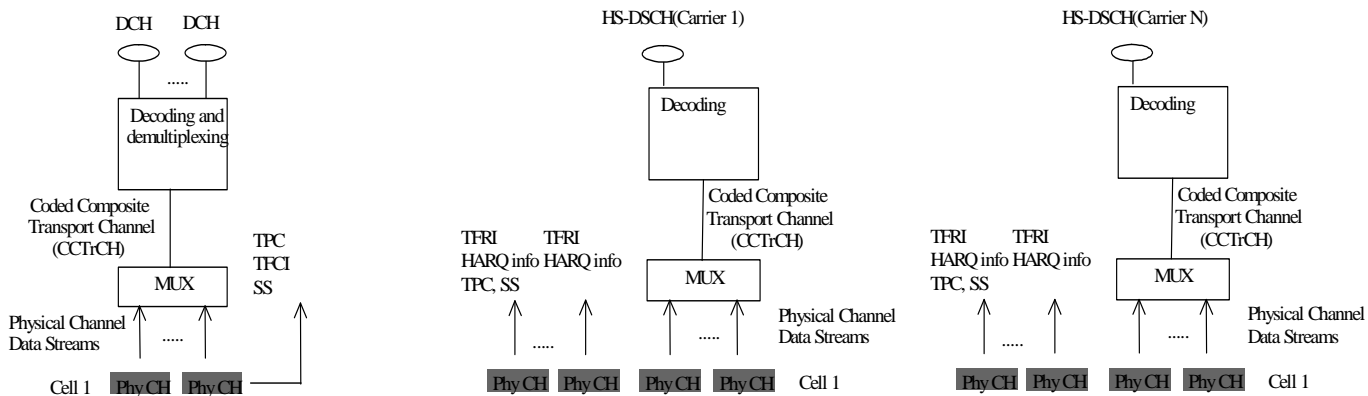 DCH DCH
.....
Decoding and
demultiplexing
Coded Composite
Transport Channel
(CCTrCH)
TPC
TFCI
SS
MUX
Physical Channel
Data Streams
.....
Cell 1
Phy CH Phy CH
HS-DSCH(Carrier 1)
Decoding
Coded Composite
Transport Channel
(CCTrCH)
TFRI TFRI
HARQ info HARQ info
TPC, SS
MUX
Physical Channel
Data Streams
..... .....
Phy CH Phy CH Phy CH Phy CH Cell 1
HS-DSCH(Carrier N)
Decoding
Coded Composite
Transport Channel
(CCTrCH)
TFRI TFRI
HARQ info HARQ info
TPC, SS
MUX
Physical Channel
Data Streams
..... .....
Phy CH Phy CH Phy CH Phy CH Cell 1